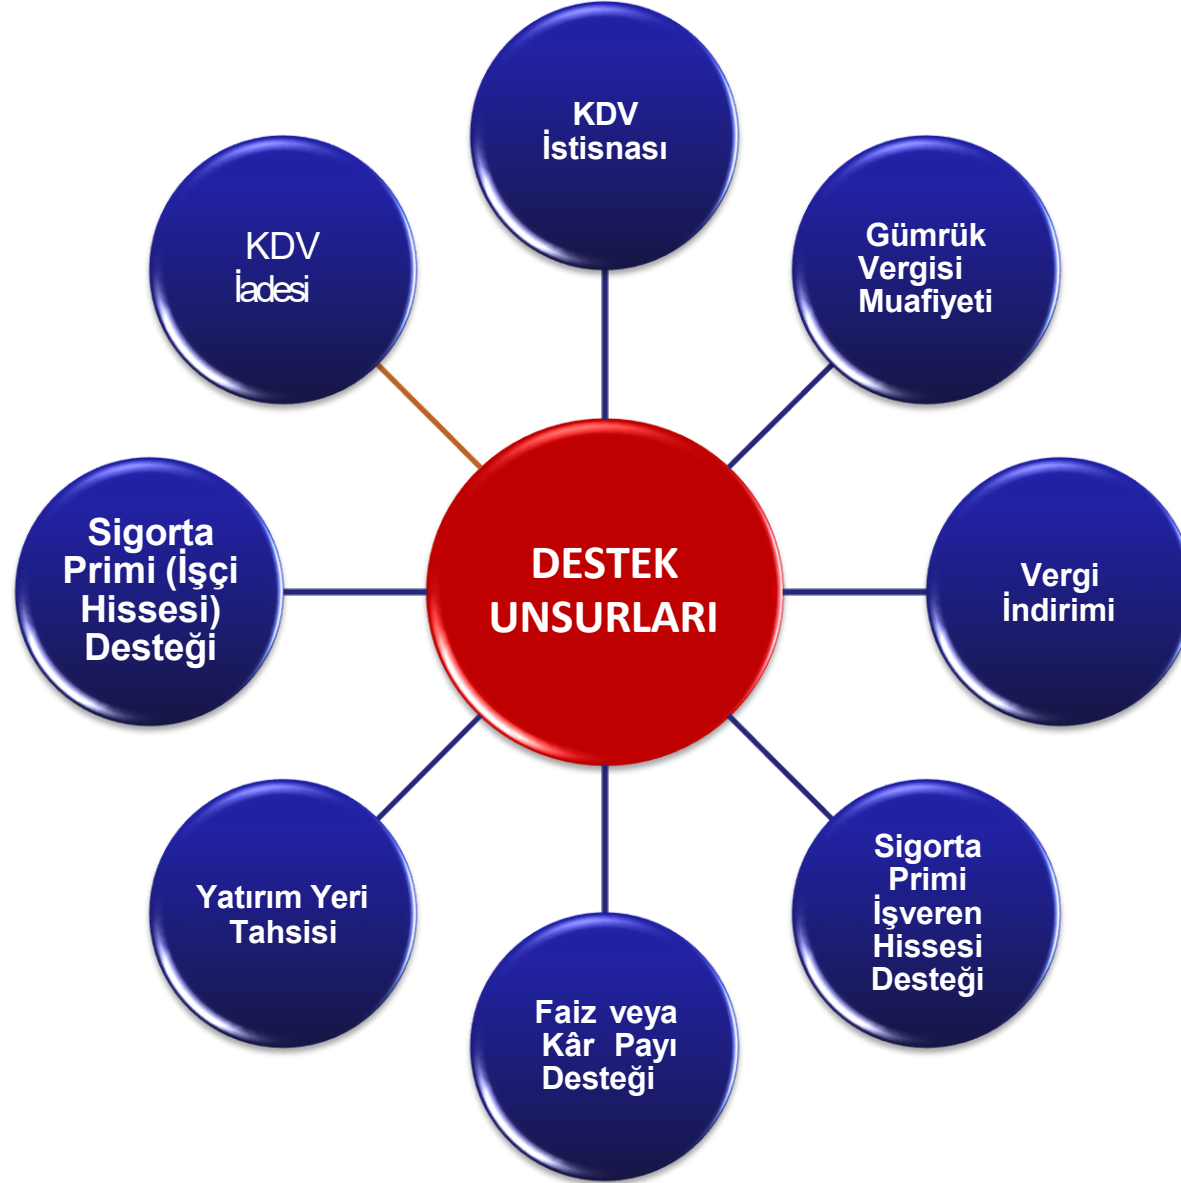 KDV
İstisnası
Gümrük
Vergisi
Muafiyeti
Vergi
İndirimi
Sigorta
Primi
İşveren
Hissesi
Desteği
Faiz veya
Kâr Payı
Desteği
Yatırım Yeri
Tahsisi
Sigorta
Primi (İşçi
Hissesi)
Desteği
KDV
İadesi
DESTEK
UNSURLARI